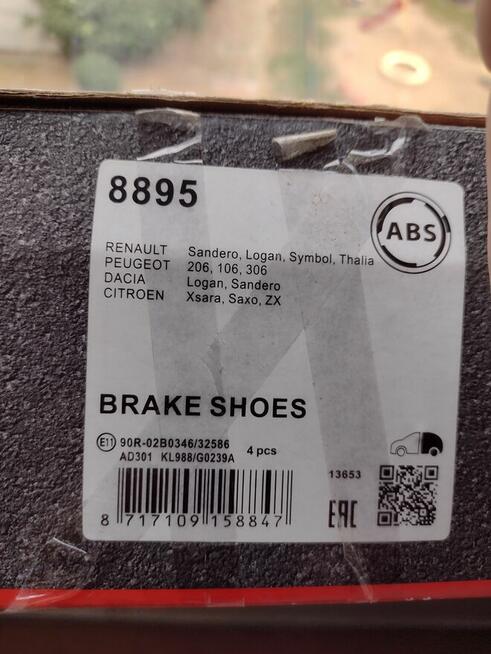 8895
ABS
RENAULT Sandero, Logan, Symbol, Thalia
PEUGEOT 206, 106, 306
DACIA Logan, Sandero
CITROEN Xsara, Saxo, ZX
BRAKE SHOES
E11 90R-02B0346/32586
AD301 KL988/G0239A 4 pcs
13653
8 717109 158847
EAC